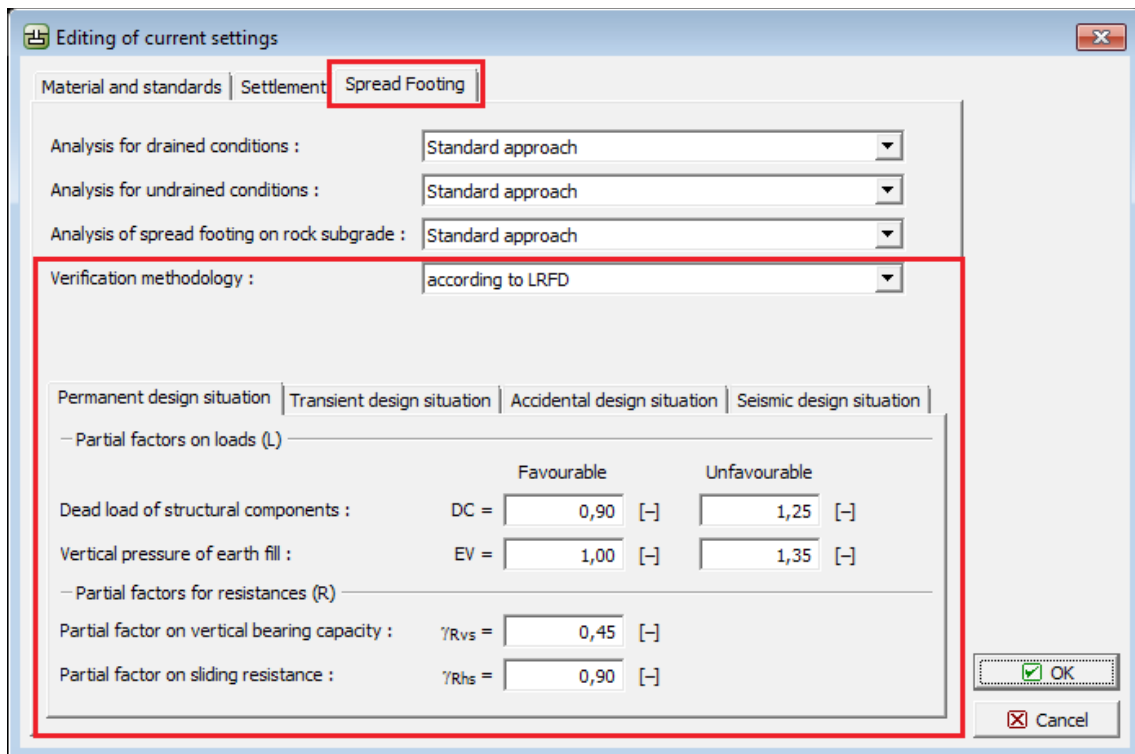 Editing of current settings
Material and standards Settlement Spread Footing
Analysis for drained conditions : Standard approach
Analysis for undrained conditions : Standard approach
Analysis of spread footing on rock subgrade : Standard approach
Verification methodology : according to LRFD
Permanent design situation Transient design situation Accidental design situation Seismic design situation
Partial factors on loads (L)
Favourable Unfavourable
Dead load of structural components : DC = 0,90 [–] 1,25 [–]
Vertical pressure of earth fill : EV = 1,00 [–] 1,35 [–]
Partial factors for resistances (R)
Partial factor on vertical bearing capacity : γRvs = 0,45 [–]
Partial factor on sliding resistance : γRhs = 0,90 [–]
OK
Cancel